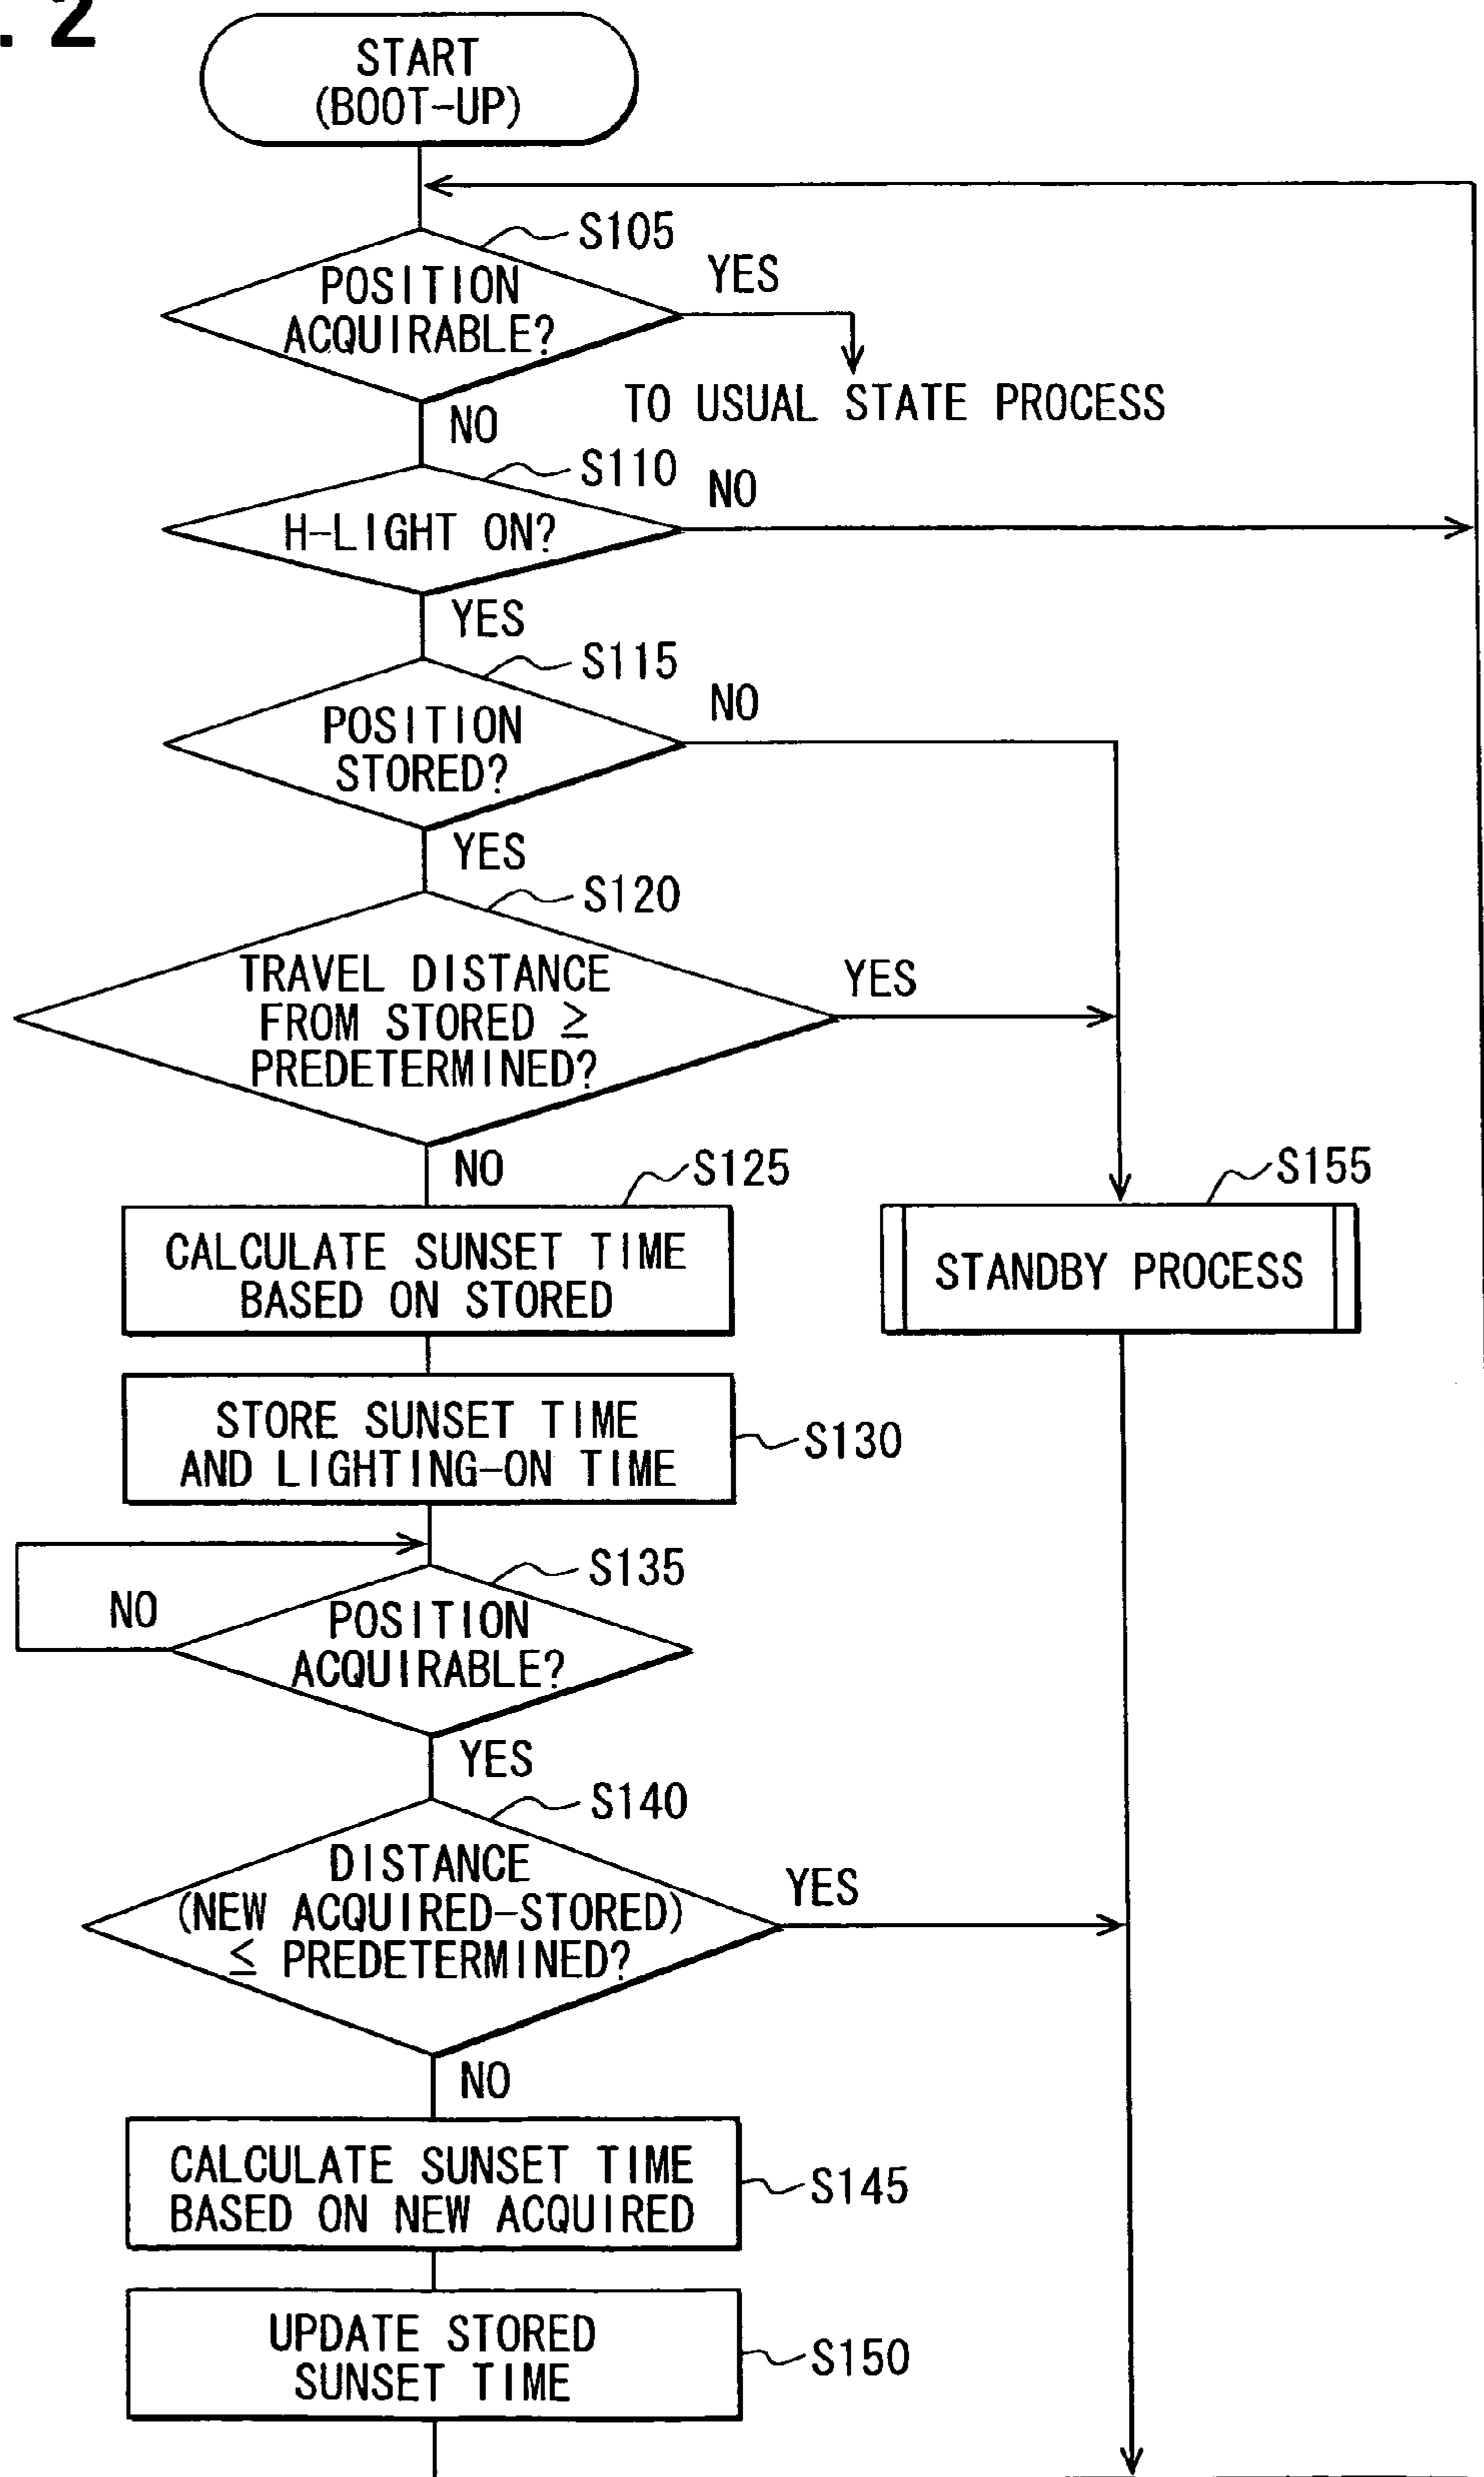 . 2
START
(BOOT-UP)
S105
POSITION
ACQUIRABLE?
YES
TO USUAL STATE PROCESS
NO
S110
H-LIGHT ON?
NO
YES
S115
POSITION
STORED?
NO
YES
S120
TRAVEL DISTANCE
FROM STORED ≥
PREDETERMINED?
YES
NO
S125
CALCULATE SUNSET TIME
BASED ON STORED
S155
STANDBY PROCESS
STORE SUNSET TIME
AND LIGHTING-ON TIME
S130
S135
POSITION
ACQUIRABLE?
NO
YES
S140
DISTANCE
(NEW ACQUIRED-STORED)
≤ PREDETERMINED?
YES
NO
CALCULATE SUNSET TIME
BASED ON NEW ACQUIRED
S145
UPDATE STORED
SUNSET TIME
S150